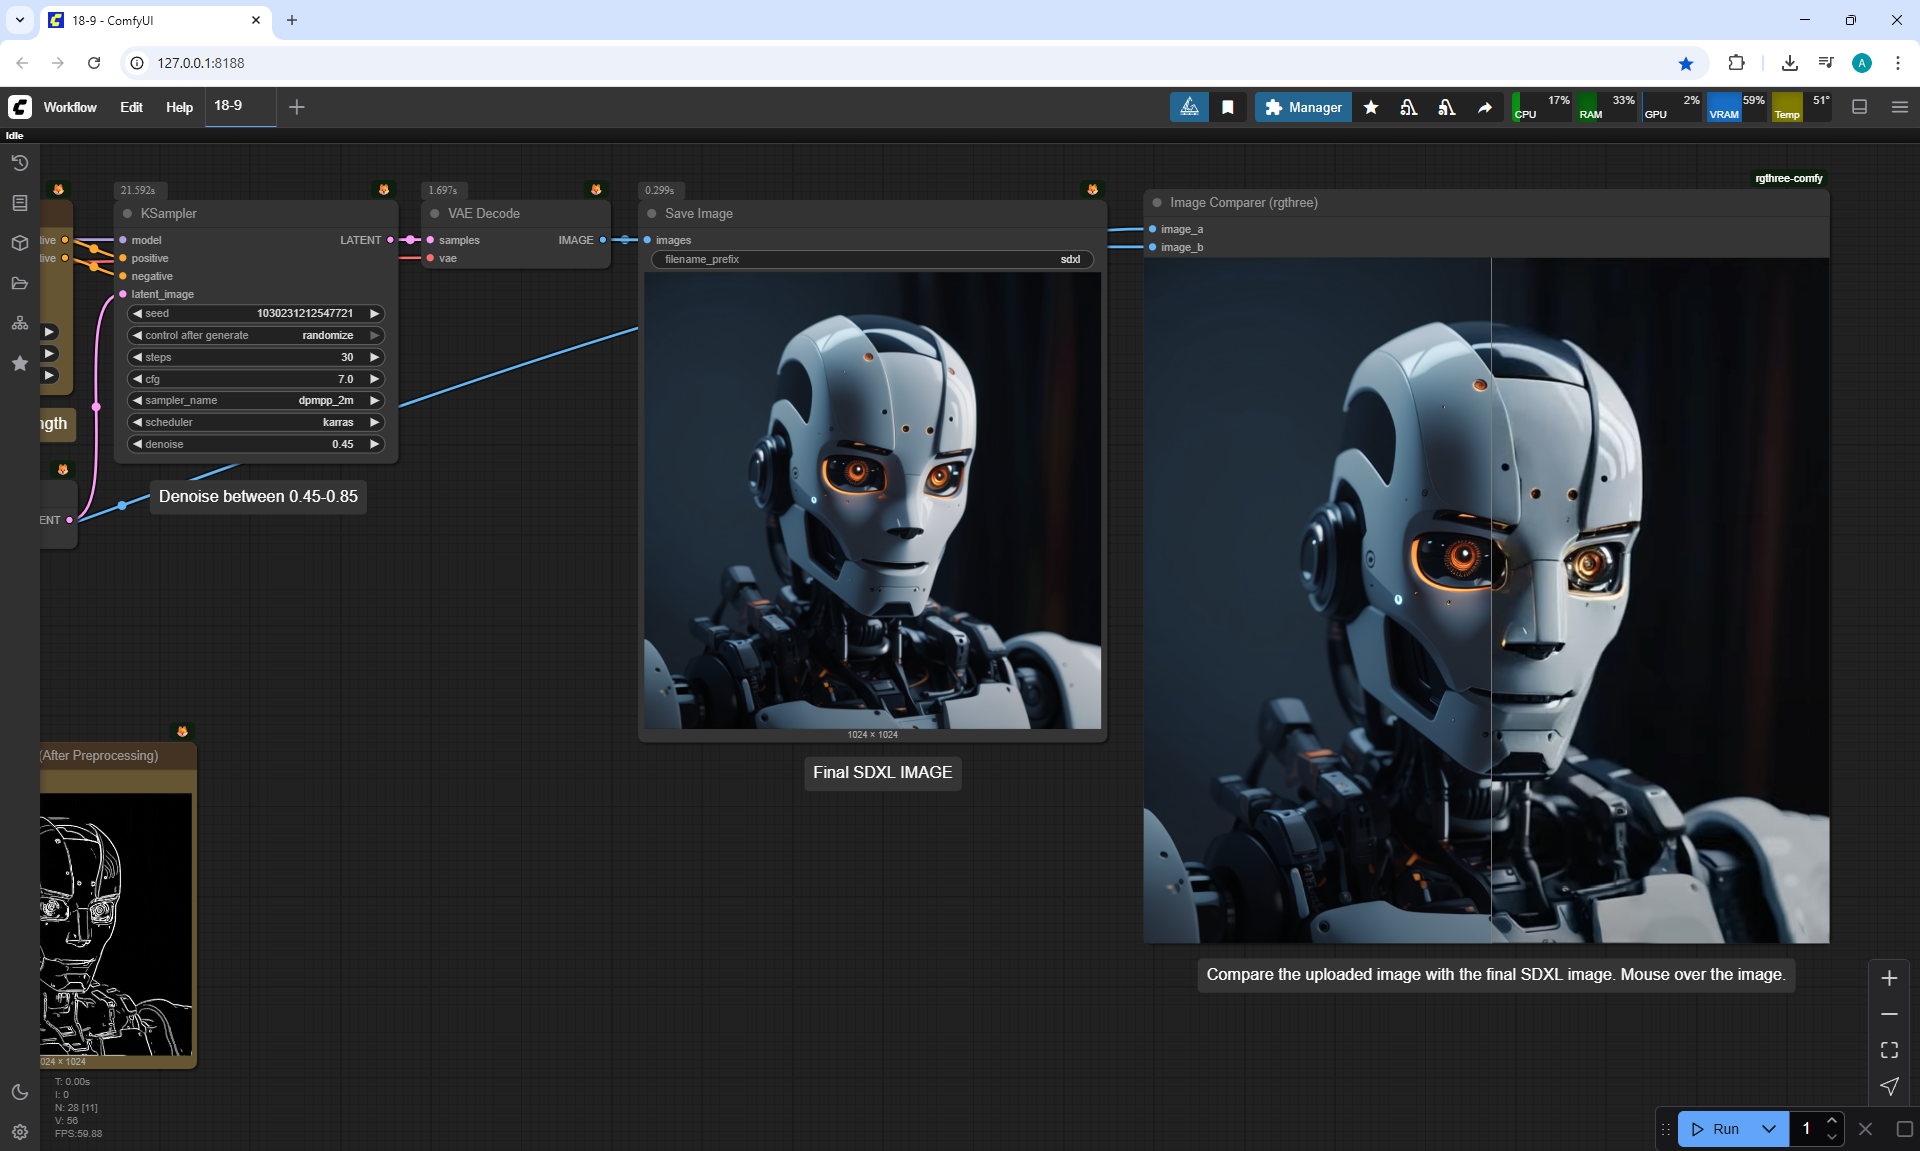 18-9 - ComfyUI
127.0.0.1:8188
A
Workflow Edit Help 18-9
Manager
CPU 17% RAM 33% GPU 2% VRAM 59% Temp 51°
Idle
rgthree-comfy
21.592s
1.697s
0.299s
KSampler
VAE Decode
Save Image
Image Comparer (rgthree)
tive
tive
model LATENT
positive
negative
latent_image
samples IMAGE
vae
images
filename_prefix sdxl
image_a
image_b
seed 1030231212547721
control after generate randomize
steps 30
cfg 7.0
sampler_name dpmpp_2m
scheduler karras
denoise 0.45
ngth
Denoise between 0.45-0.85
ENT
1024 × 1024
Final SDXL IMAGE
(After Preprocessing)
024 × 1024
Compare the uploaded image with the final SDXL image. Mouse over the image.
T: 0.00s
I: 0
N: 28 [11]
V: 56
FPS:59.88
Run 1